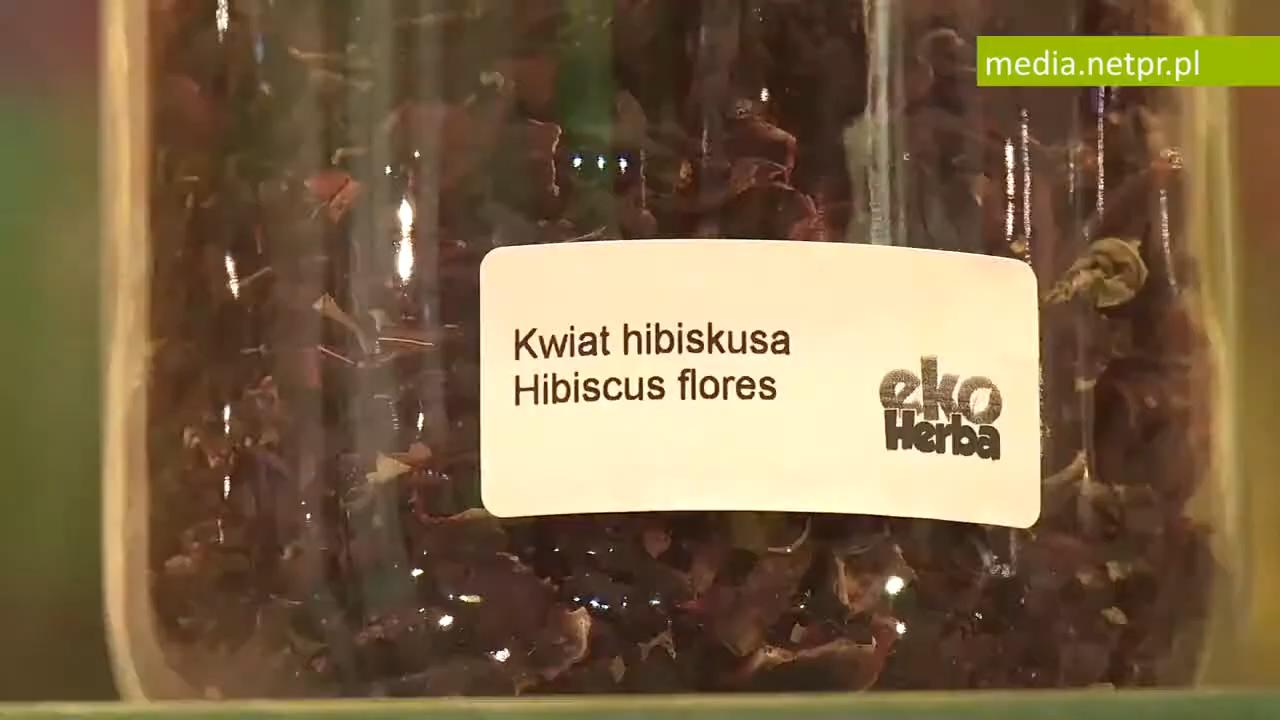 media.netpr.pl
Kwiat hibiskusa
Hibiscus flores
eko
Herba